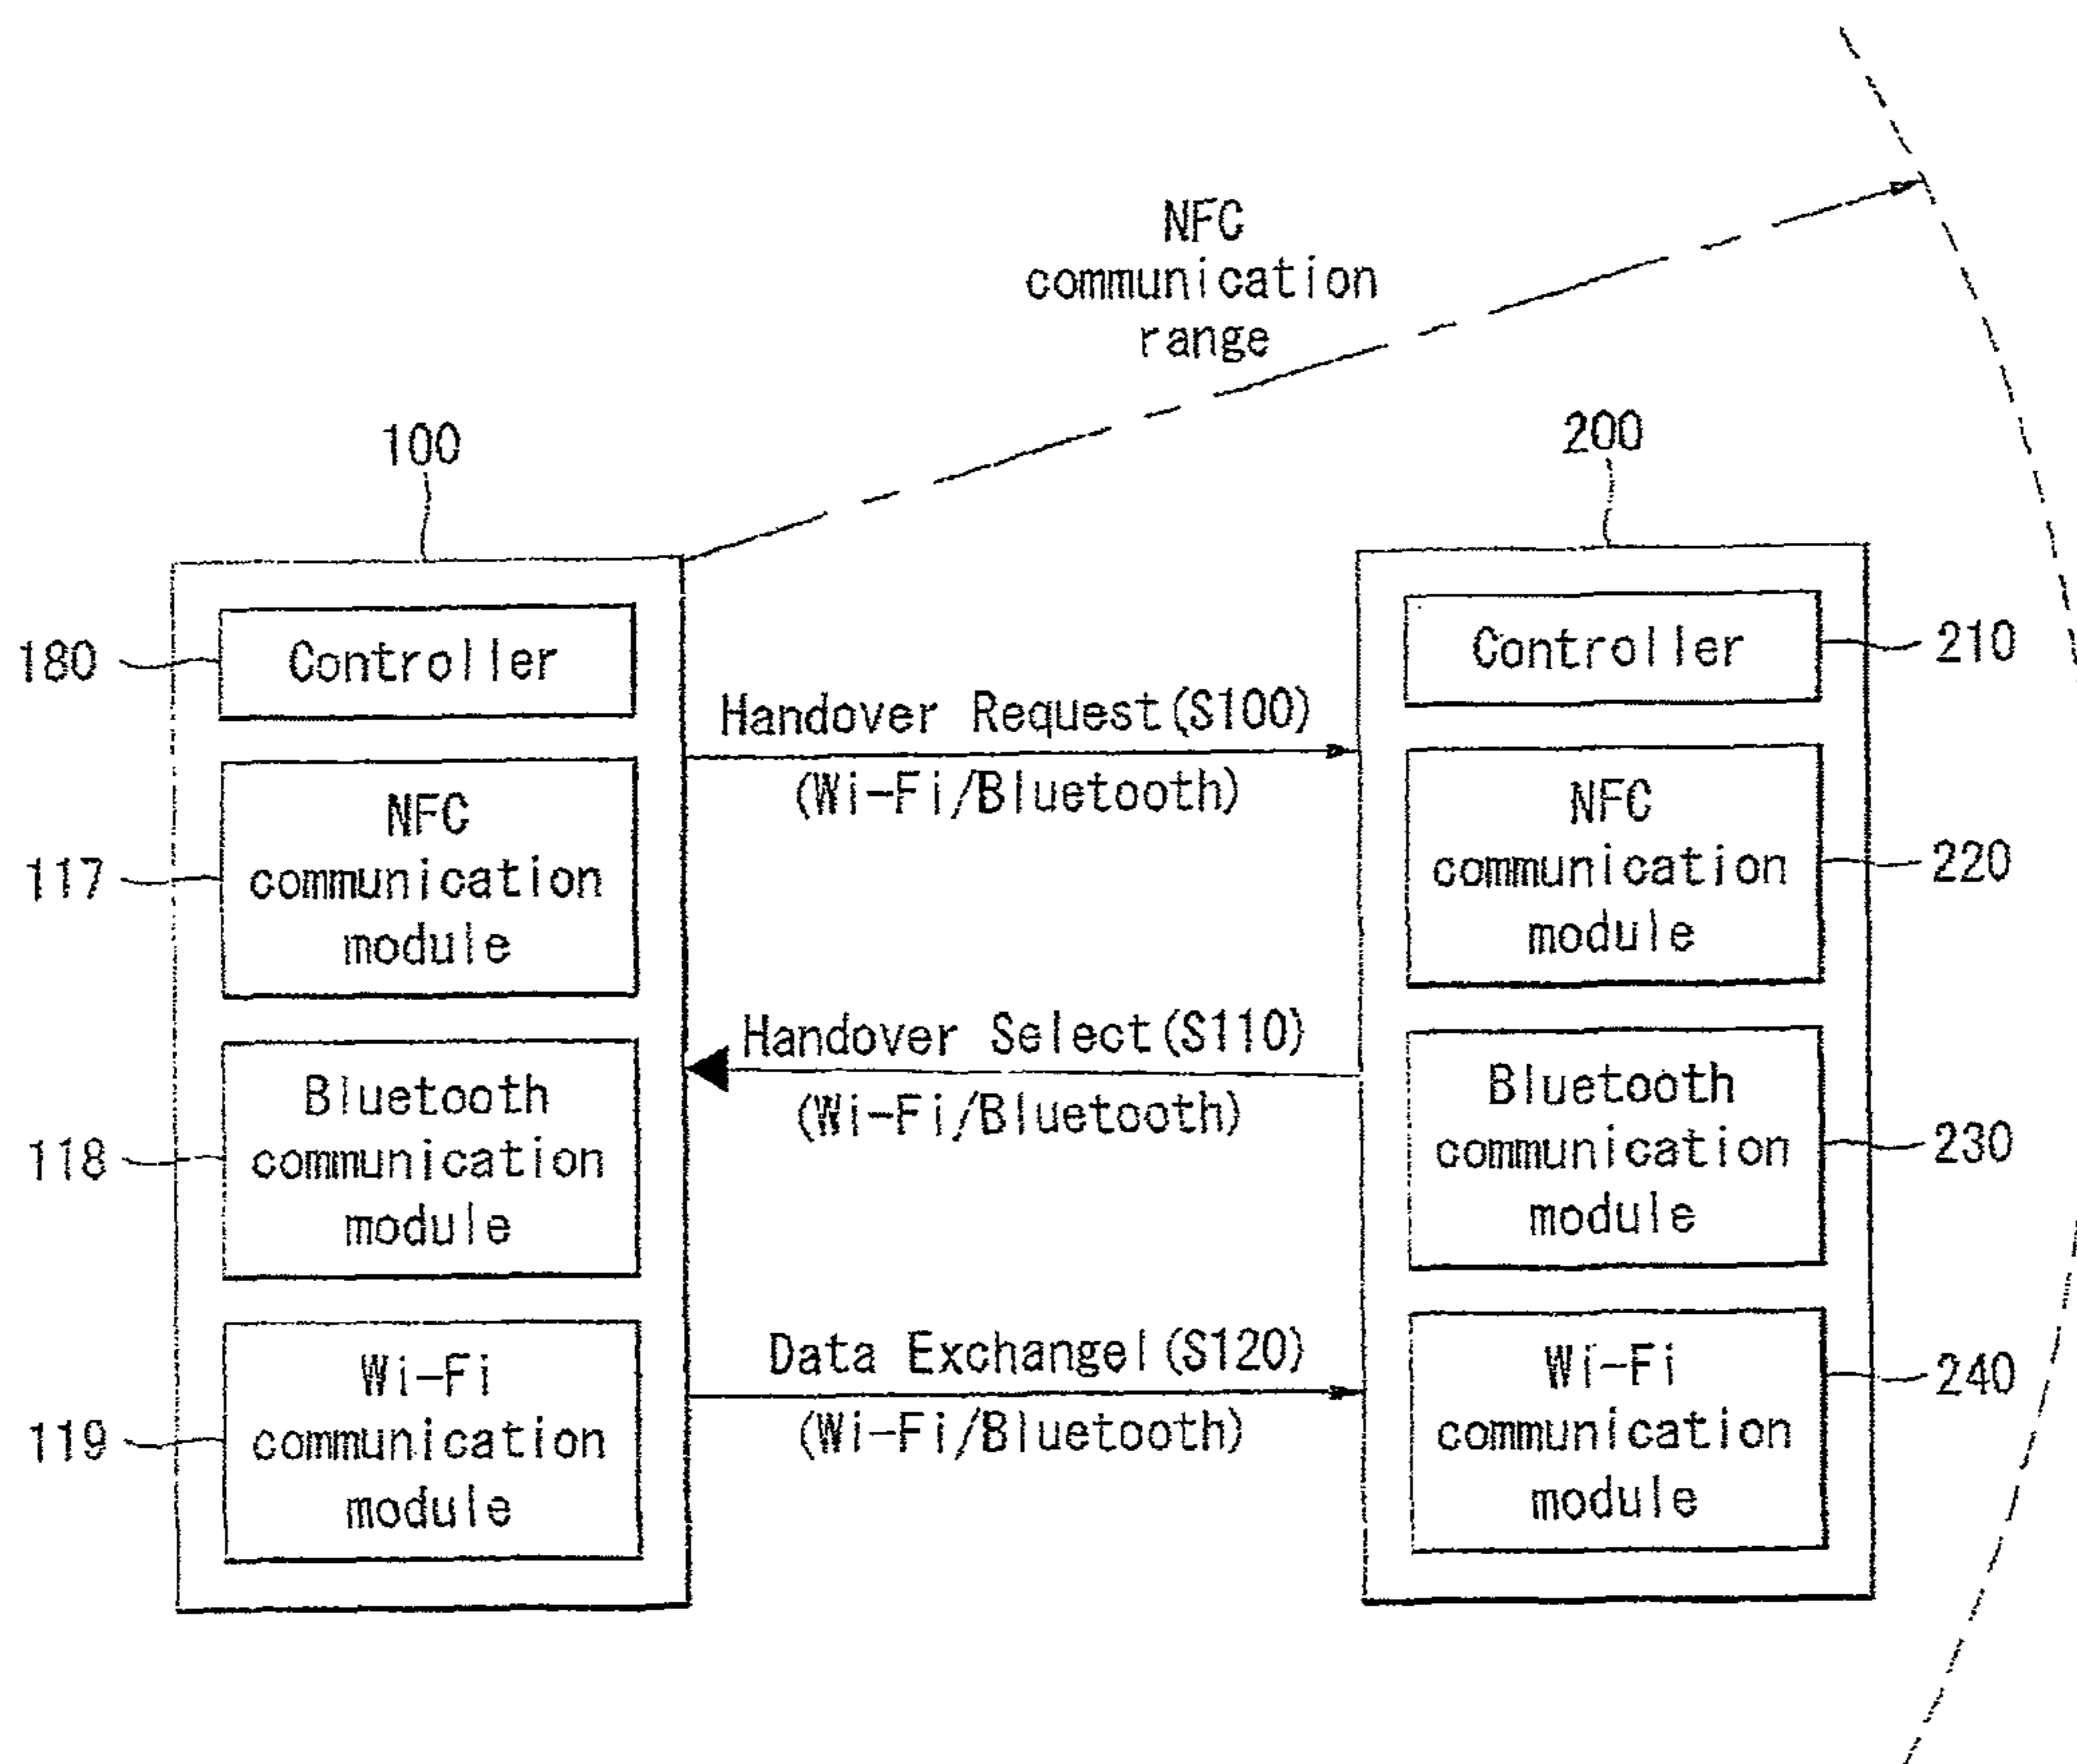 NFC
communication
range
100
200
180
Controller
117
NFC
communication
module
118
Bluetooth
communication
module
119
Wi-Fi
communication
module
Handover Request(S100)
(Wi-Fi/Bluetooth)
Handover Select(S110)
(Wi-Fi/Bluetooth)
Data Exchangel(S120)
(Wi-Fi/Bluetooth)
Controller
210
NFC
communication
module
220
Bluetooth
communication
module
230
Wi-Fi
communication
module
240